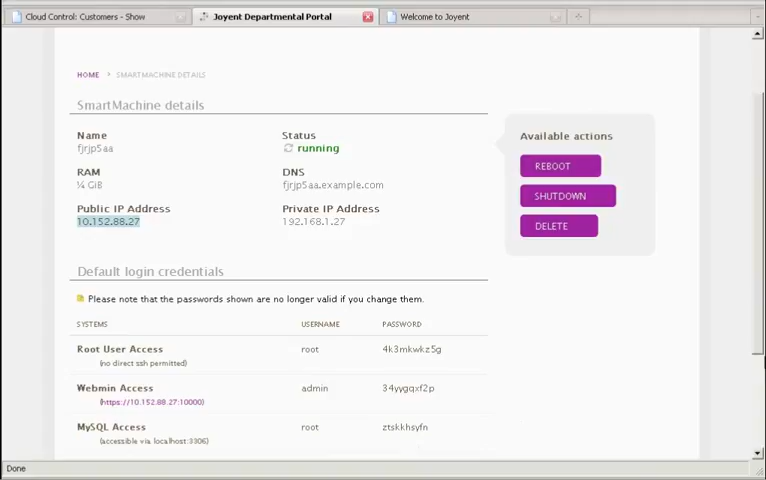 Cloud Control: Customers - Show
Joyent Departmental Portal
Welcome to Joyent
HOME > SMARTMACHINE DETAILS
SmartMachine details
Name
fjrjp5aa
Status
running
RAM
¼ GiB
DNS
fjrjp5aa.example.com
Public IP Address
10.152.88.27
Private IP Address
192.168.1.27
Available actions
REBOOT
SHUTDOWN
DELETE
Default login credentials
Please note that the passwords shown are no longer valid if you change them.
SYSTEMS USERNAME PASSWORD
Root User Access root 4k3mkwkz5g
(no direct ssh permitted)
Webmin Access admin 34yygqxf2p
(https://10.152.88.27:10000)
MySQL Access root ztskkhsyfn
(accessible via localhost:3306)
Done